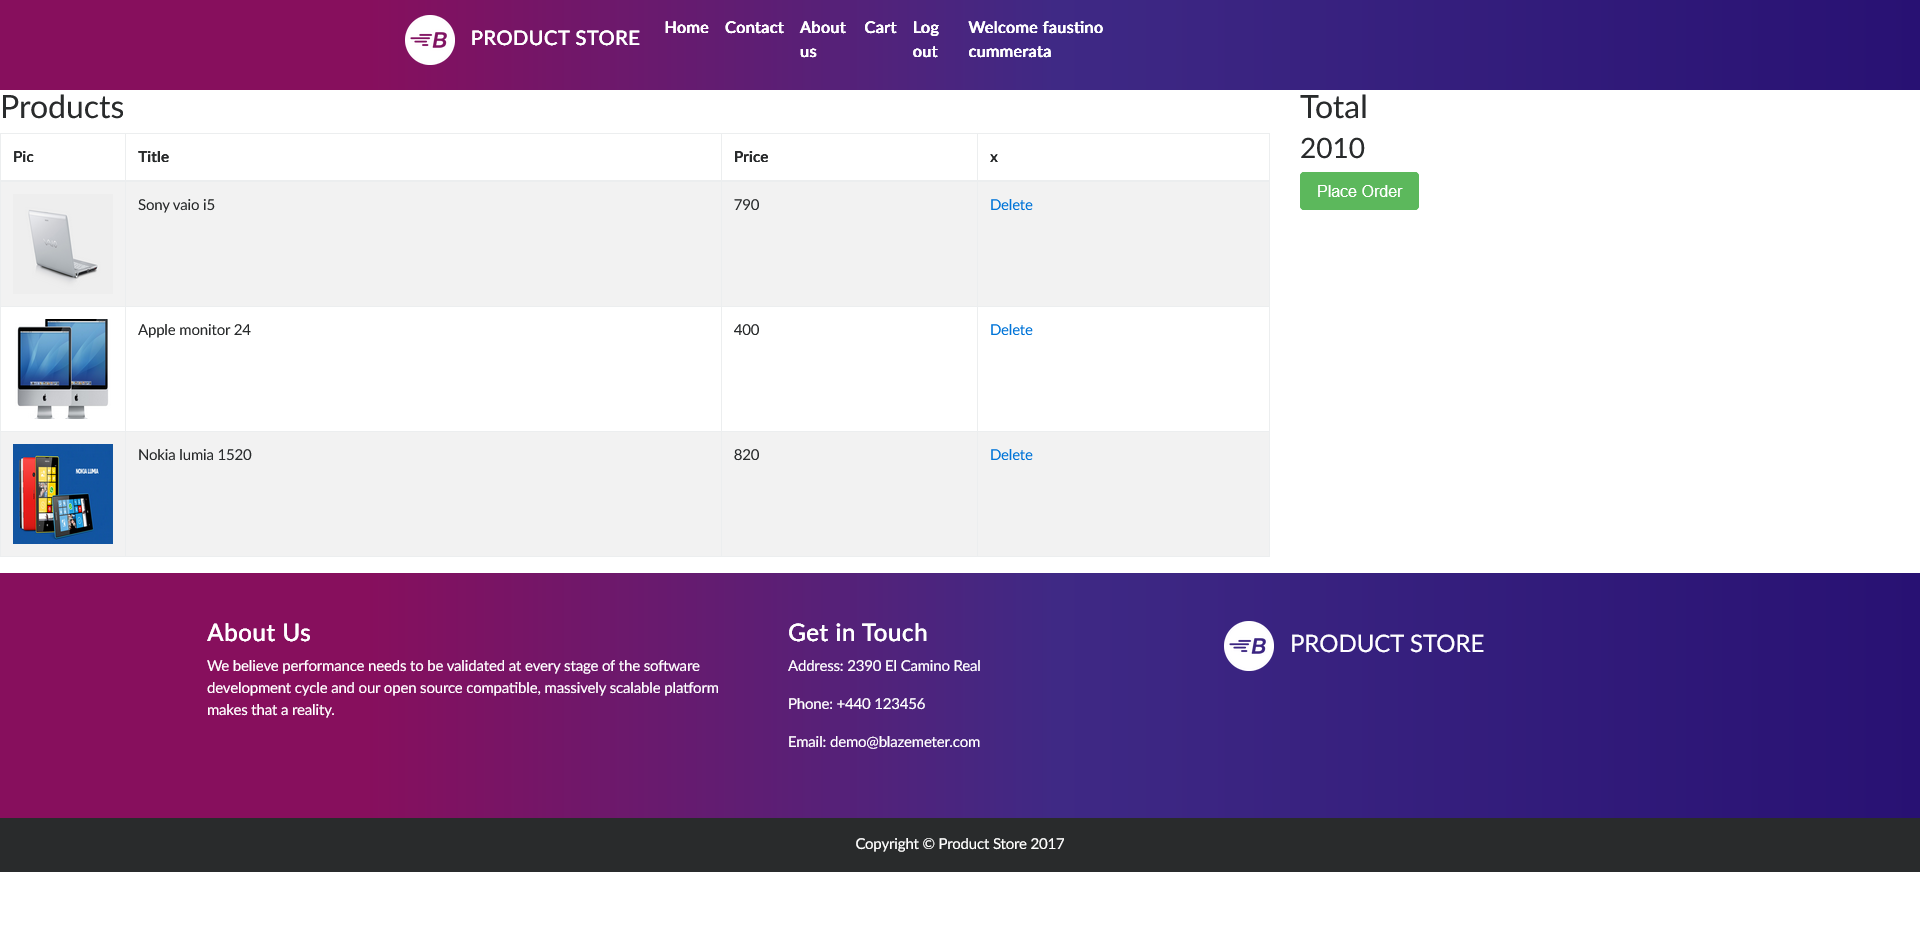 PRODUCT STORE
Home Contact About us Cart Log out Welcome faustino cummerata
Products
Pic Title Price x
Sony vaio i5 790 Delete
Apple monitor 24 400 Delete
NOKIA LUMIA
Nokia lumia 1520 820 Delete
Total
2010
Place Order
About Us
We believe performance needs to be validated at every stage of the software
development cycle and our open source compatible, massively scalable platform
makes that a reality.
Get in Touch
Address: 2390 El Camino Real
Phone: +440 123456
Email: demo@blazemeter.com
B PRODUCT STORE
Copyright © Product Store 2017